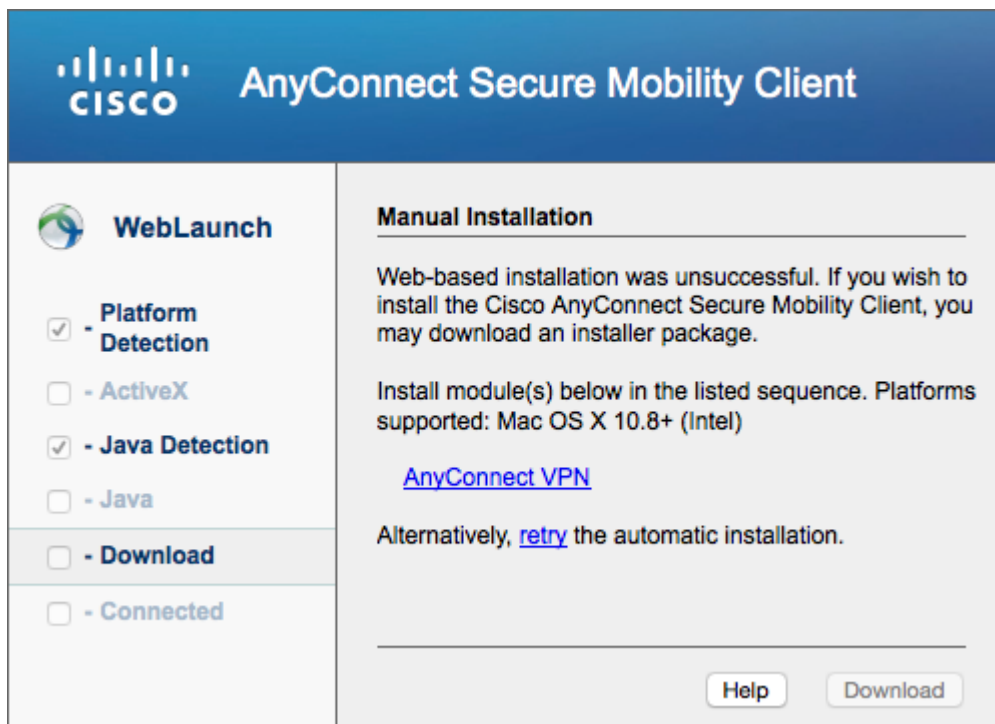 CISCO
AnyConnect Secure Mobility Client
WebLaunch
- Platform
Detection
- ActiveX
- Java Detection
- Java
- Download
- Connected
Manual Installation
Web-based installation was unsuccessful. If you wish to
install the Cisco AnyConnect Secure Mobility Client, you
may download an installer package.
Install module(s) below in the listed sequence. Platforms
supported: Mac OS X 10.8+ (Intel)
AnyConnect VPN
Alternatively, retry the automatic installation.
Help
Download